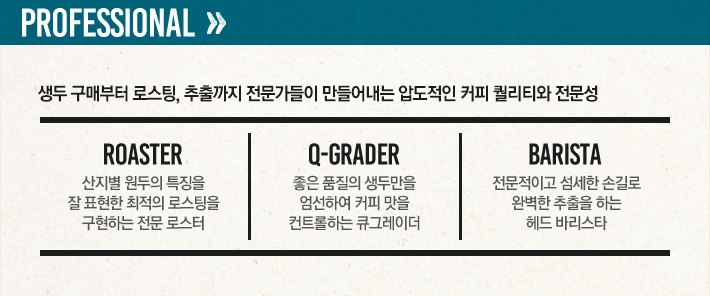 PROFESSIONAL »
생두 구매부터 로스팅, 추출까지 전문가들이 만들어내는 압도적인 커피 퀄리티와 전문성
ROASTER
산지별 원두의 특징을
잘 표현한 최적의 로스팅을
구현하는 전문 로스터
Q-GRADER
좋은 품질의 생두만을
엄선하여 커피 맛을
컨트롤하는 큐그레이더
BARISTA
전문적이고 섬세한 손길로
완벽한 추출을 하는
헤드 바리스타